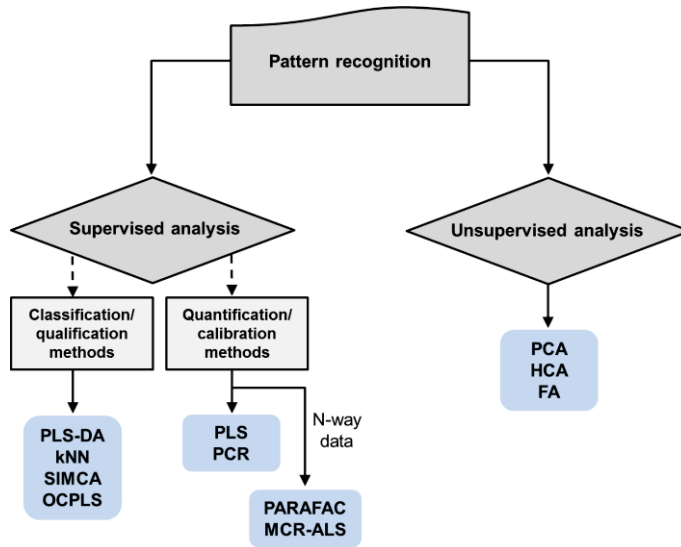 Pattern recognition
Supervised analysis
Unsupervised analysis
Classification/
qualification
methods
Quantification/
calibration
methods
PCA
HCA
FA
N-way
data
PLS-DA
kNN
SIMCA
OCPLS
PLS
PCR
PARAFAC
MCR-ALS